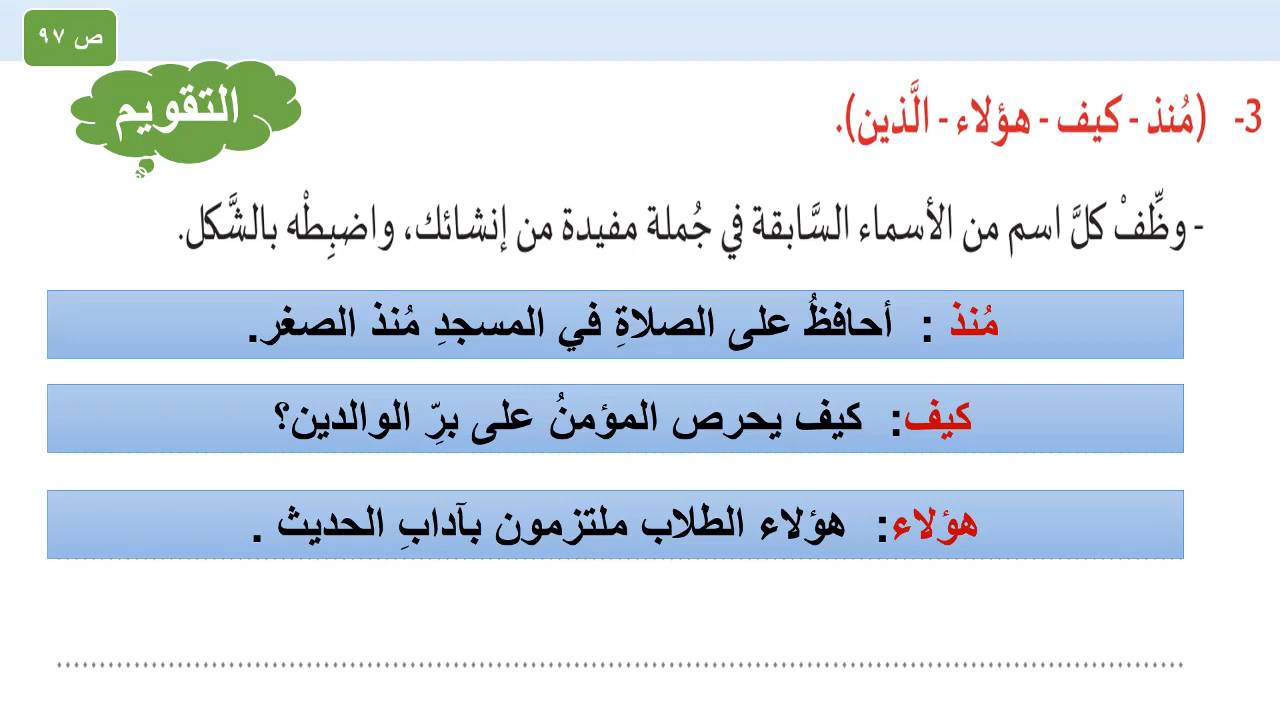 ص ٩٧
التقويم
3- (مُنذ - كيف - هؤلاء - الَّذين).
- وظِّفْ كلَّ اسم من الأسماء السَّابقة في جُملة مفيدة من إنشائك، واضبِطْه بالشَّكل.
مُنذ : أحافظُ على الصلاةِ في المسجدِ مُنذ الصغر.
كيف: كيف يحرص المؤمنُ على برِّ الوالدين؟
هؤلاء: هؤلاء الطلاب ملتزمون بآدابِ الحديث .